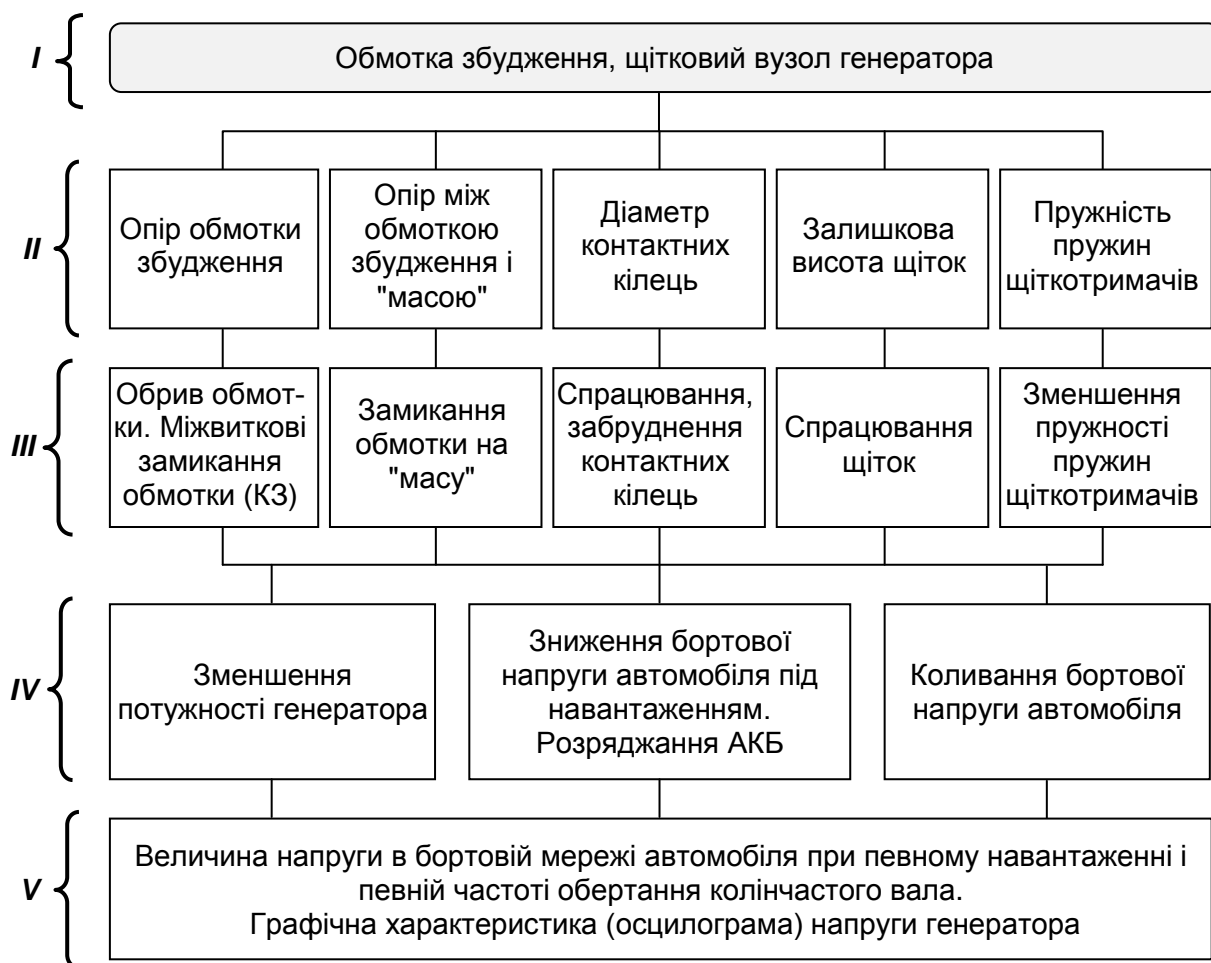 I
Обмотка збудження, щітковий вузол генератора
II
Опір обмотки
збудження
Опір між
обмоткою
збудження і
"масою"
Діаметр
контактних
кілець
Залишкова
висота щіток
Пружність
пружин
щіткотримачів
III
Обрив обмот-
ки. Міжвиткові
замикання
обмотки (КЗ)
Замикання
обмотки на
"масу"
Спрацювання,
забруднення
контактних
кілець
Спрацювання
щіток
Зменшення
пружності
пружин
щіткотримачів
IV
Зменшення
потужності генератора
Зниження бортової
напруги автомобіля під
навантаженням.
Розряджання АКБ
Коливання бортової
напруги автомобіля
V
Величина напруги в бортовій мережі автомобіля при певному навантаженні і
певній частоті обертання колінчастого вала.
Графічна характеристика (осцилограма) напруги генератора